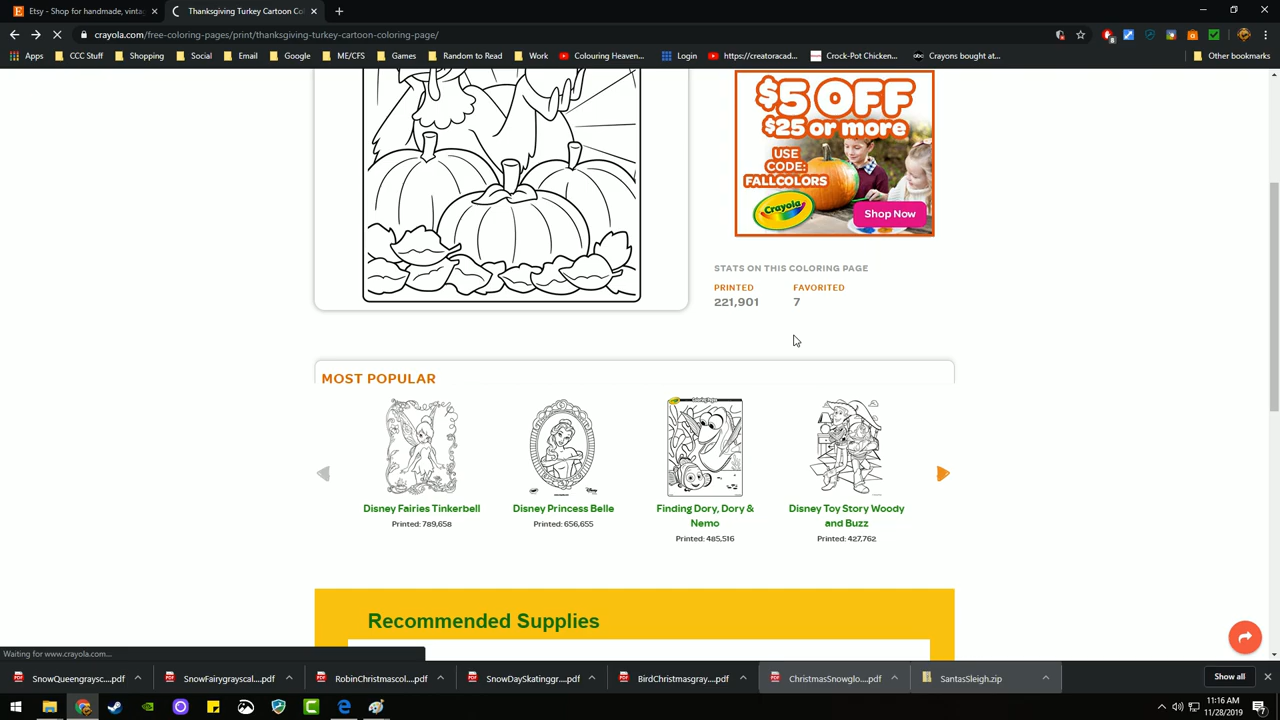 Etsy - Shop for handmade, vinta
Thanksgiving Turkey Cartoon Col
crayola.com/free-coloring-pages/print/thanksgiving-turkey-cartoon-coloring-page/
Apps CCC Stuff Shopping Social Email Google ME/CFS Games Random to Read Work Colouring Heaven... Login https://creatoracad... Crock-Pot Chicken... Crayons bought at... Other bookmarks
$5 OFF
$25 or more
USE
CODE:
FALLCOLORS
Crayola
Shop Now
STATS ON THIS COLORING PAGE
PRINTED FAVORITED
221,901 7
MOST POPULAR
Disney Fairies Tinkerbell
Printed: 789,658
Disney Princess Belle
Printed: 656,655
Finding Dory, Dory &
Nemo
Printed: 485,516
Disney Toy Story Woody
and Buzz
Printed: 427,762
Recommended Supplies
Waiting for www.crayola.com...
SnowQueengraysc....pdf SnowFairygrayscal....pdf RobinChristmascol....pdf SnowDaySkatinggr....pdf BirdChristmasgray....pdf ChristmasSnowglo....pdf SantasSleigh.zip Show all
11:16 AM
11/28/2019